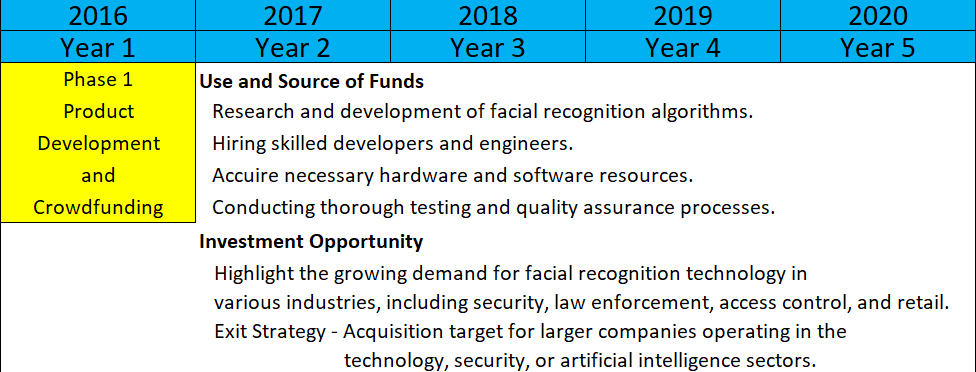 2016 2017 2018 2019 2020
Year 1 Year 2 Year 3 Year 4 Year 5
Phase 1
Product
Development
and
Crowdfunding
Use and Source of Funds
Research and development of facial recognition algorithms.
Hiring skilled developers and engineers.
Accuire necessary hardware and software resources.
Conducting thorough testing and quality assurance processes.
Investment Opportunity
Highlight the growing demand for facial recognition technology in
various industries, including security, law enforcement, access control, and retail.
Exit Strategy - Acquisition target for larger companies operating in the
technology, security, or artificial intelligence sectors.